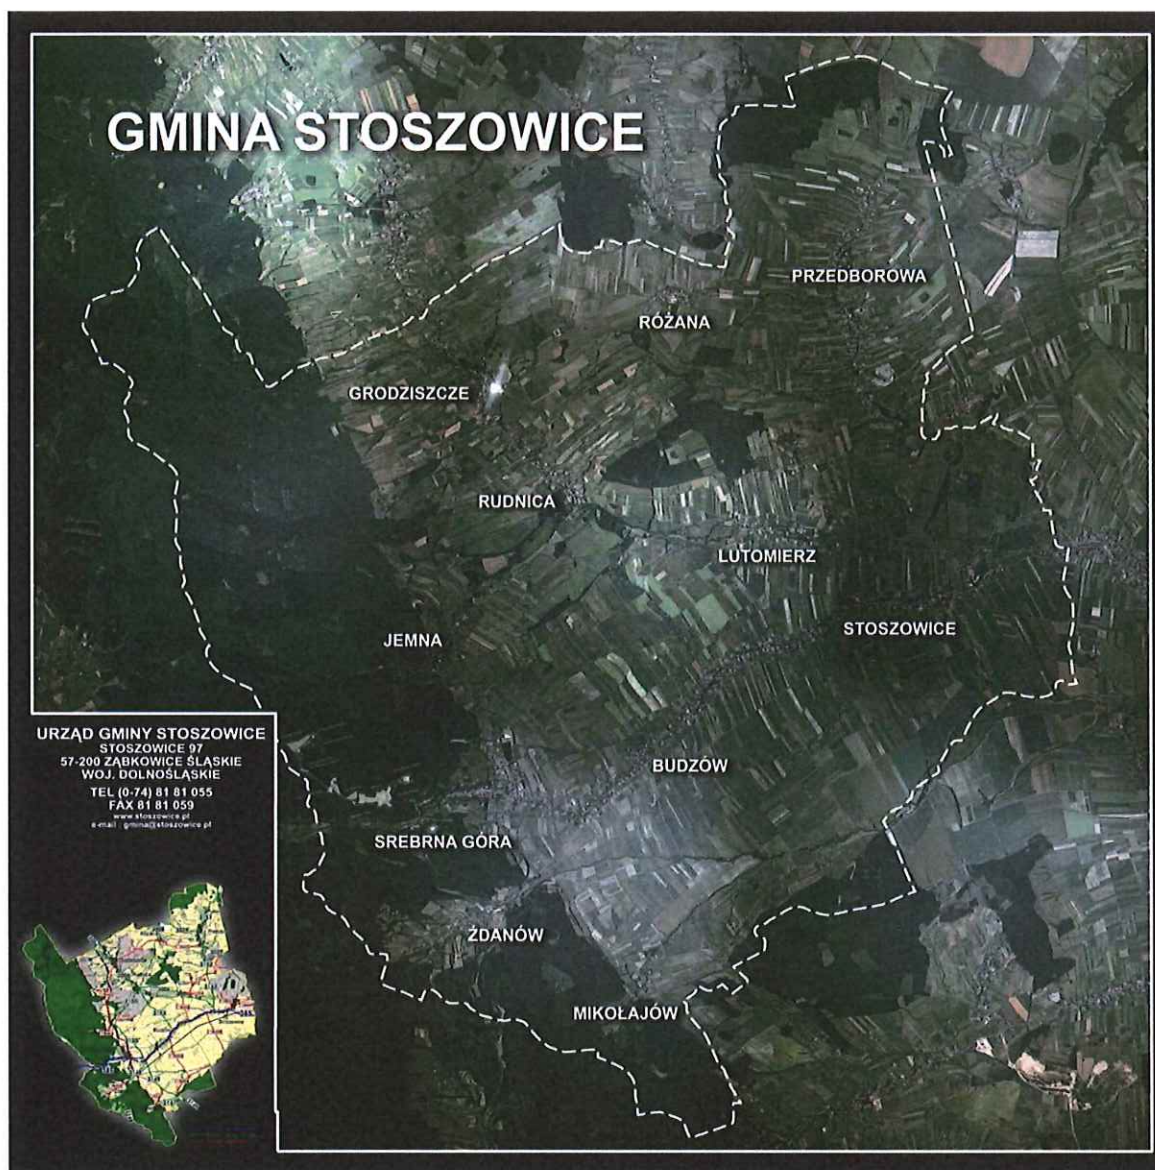 GMINA STOSZOWICE
PRZEDBOROWA
RÓŻANA
GRODZISZCZE
RUDNICA
LUTOMIERZ
STOSZOWICE
JEMNA
BUDZÓW
SREBRNA GÓRA
ŻDANÓW
MIKOŁAJÓW
URZĄD GMINY STOSZOWICE
STOSZOWICE 97
57-200 ZĄBKOWICE ŚLĄSKIE
WOJ. DOLNOŚLĄSKIE
TEL (0-74) 81 81 055
FAX 81 81 059
www.stoszowice.pl
e-mail : gmina@stoszowice.pl